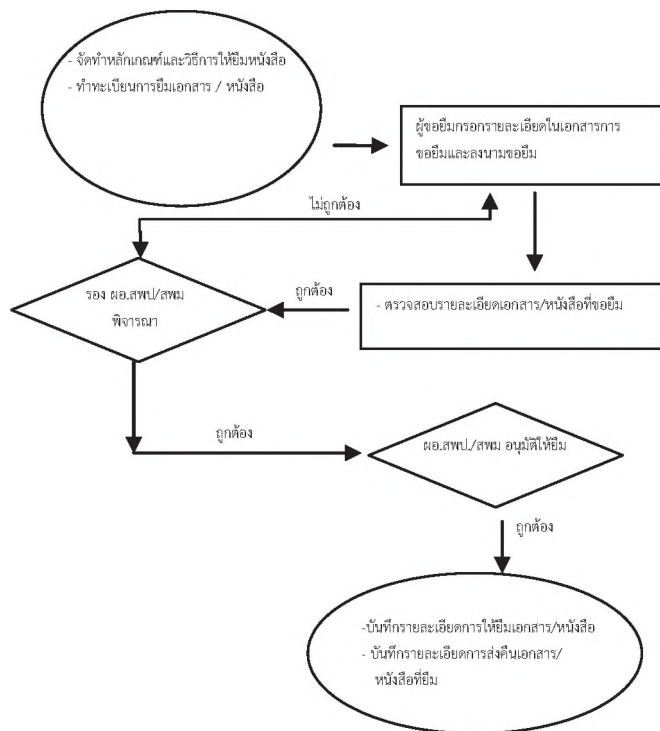 - จัดทำหลักเกณฑ์และวิธีการให้ยืมหนังสือ
- ทำทะเบียนการยืมเอกสาร / หนังสือ
ผู้ขอยืมกรอกรายละเอียดในเอกสารการ
ขอยืมและลงนามขอยืม
ไม่ถูกต้อง
รอง ผอ.สพป/สพม
พิจารณา
ถูกต้อง
- ตรวจสอบรายละเอียดเอกสาร/หนังสือที่ขอยืม
ถูกต้อง
ผอ.สพป./สพม อนุมัติให้ยืม
ถูกต้อง
-บันทึกรายละเอียดการให้ยืมเอกสาร/หนังสือ
- บันทึกรายละเอียดการส่งคืนเอกสาร/
หนังสือที่ยืม